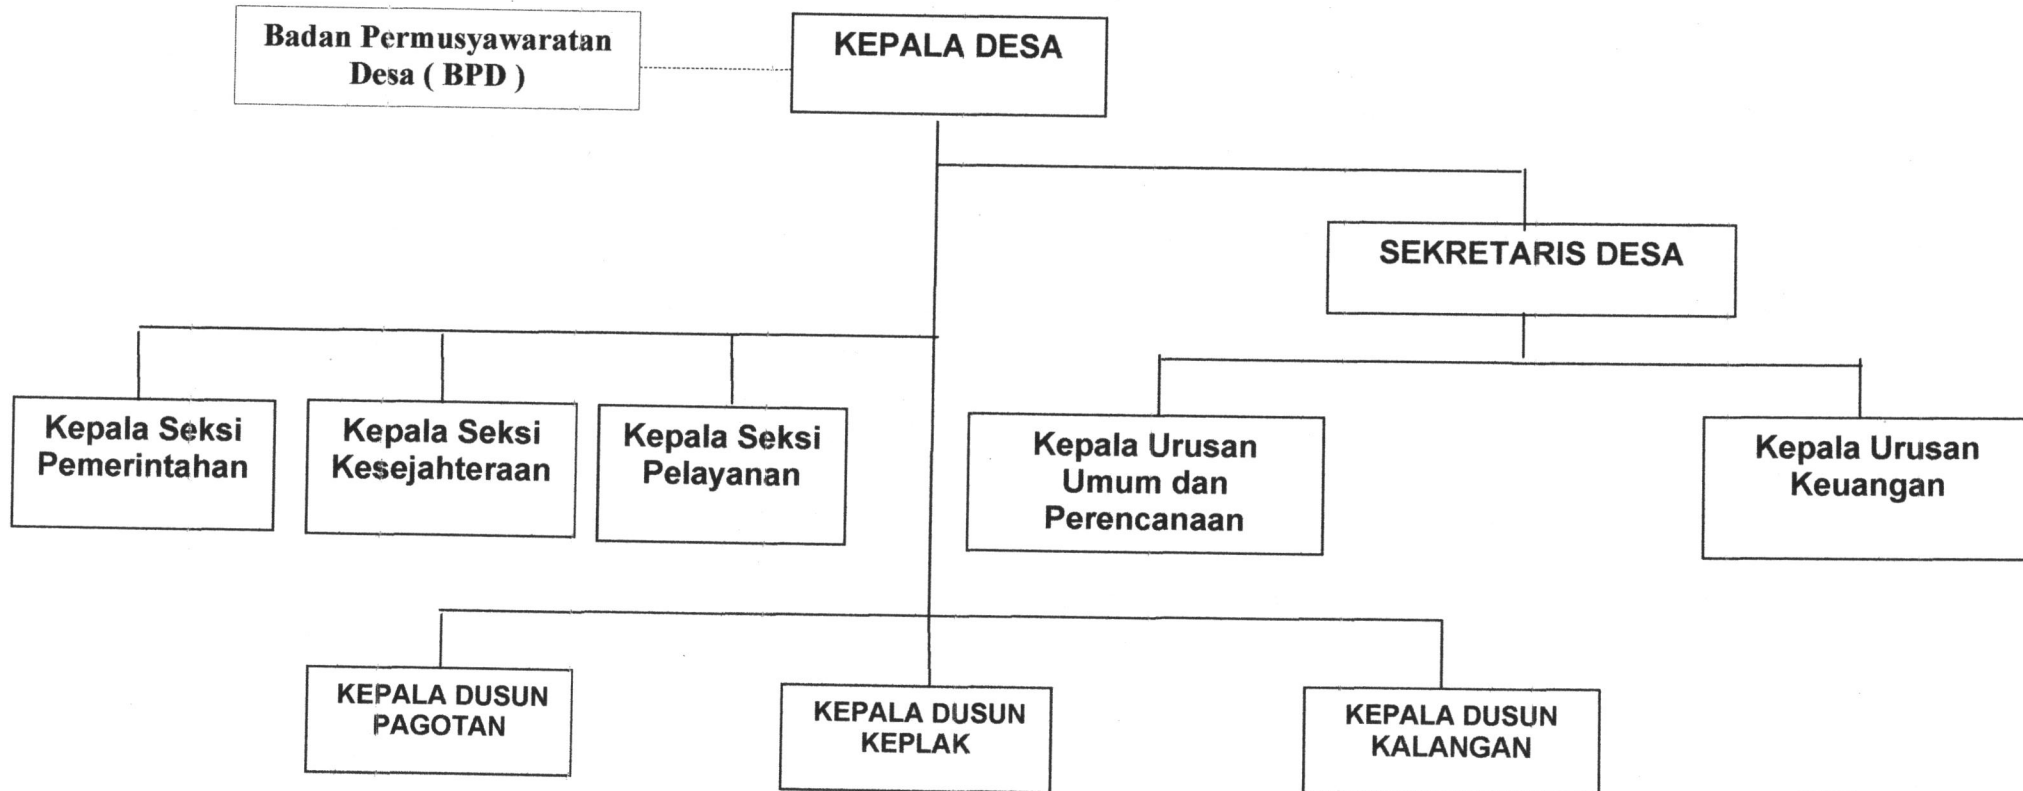 Badan Permusyawaratan
Desa ( BPD )
KEPALA DESA
SEKRETARIS DESA
Kepala Seksi
Pemerintahan
Kepala Seksi
Kesejahteraan
Kepala Seksi
Pelayanan
Kepala Urusan
Umum dan
Perencanaan
Kepala Urusan
Keuangan
KEPALA DUSUN
PAGOTAN
KEPALA DUSUN
KEPLAK
KEPALA DUSUN
KALANGAN